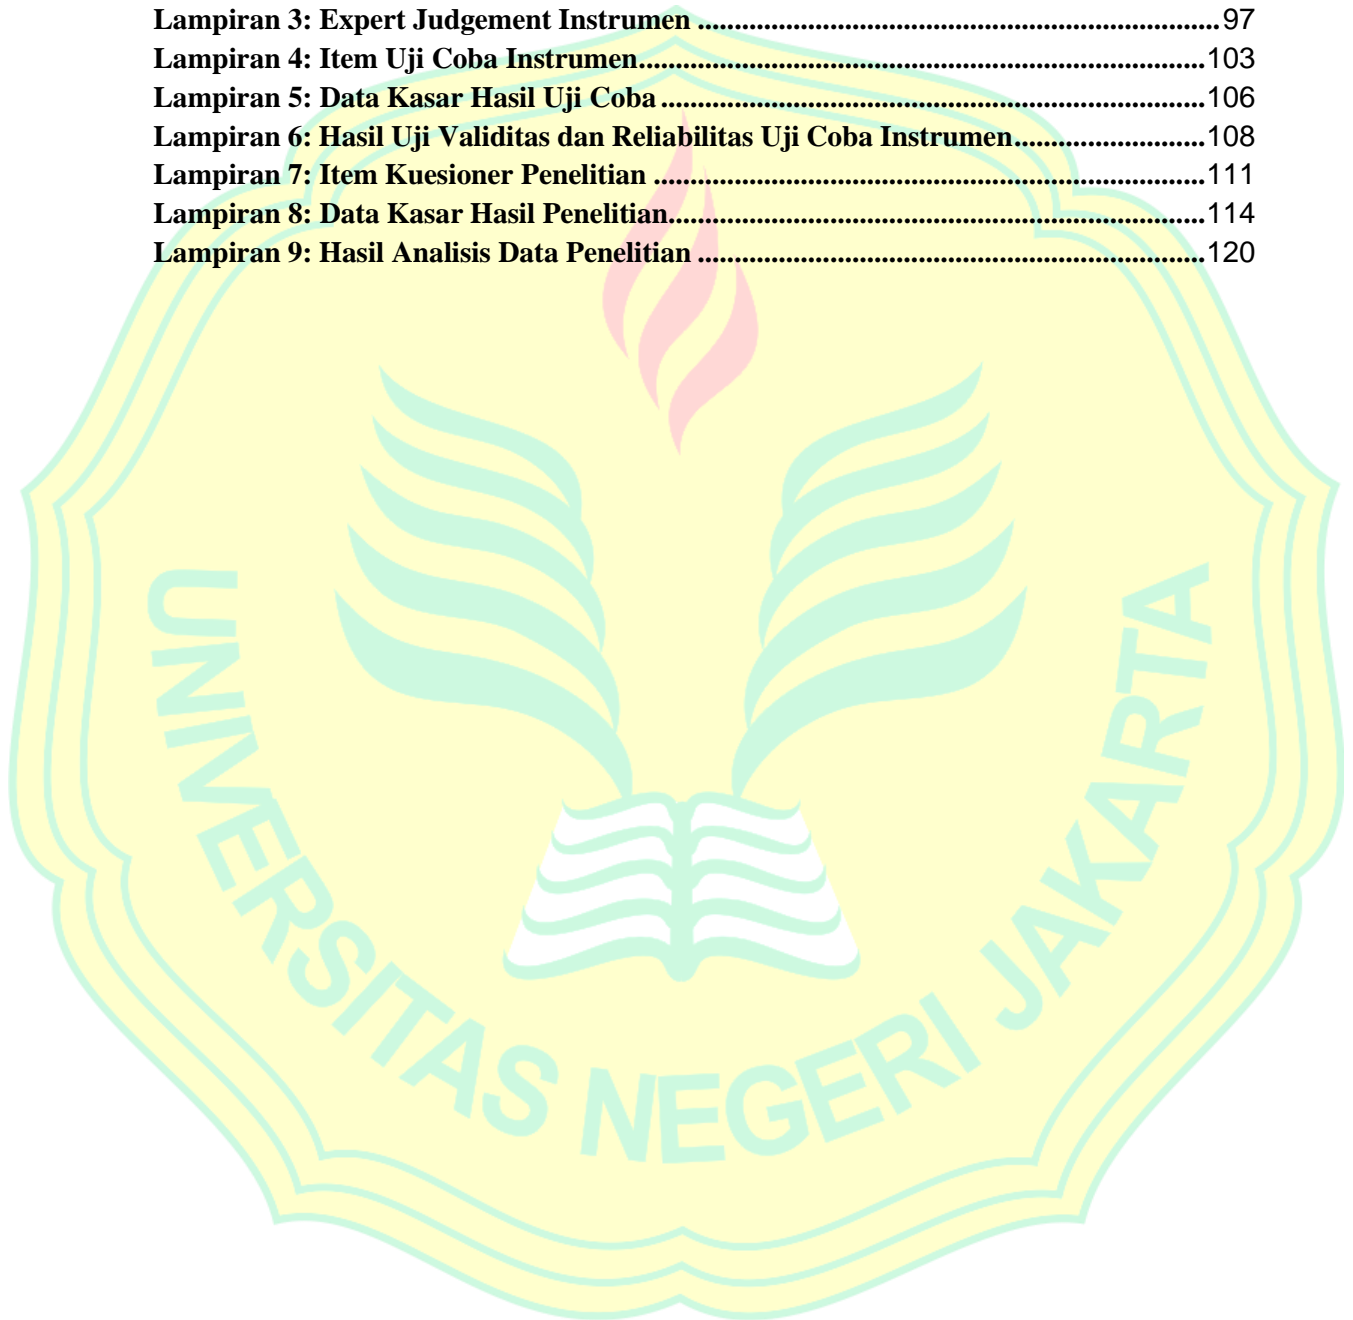 Lampiran 3: Expert Judgement Instrumen ........................................................................97
Lampiran 4: Item Uji Coba Instrumen..............................................................................103
Lampiran 5: Data Kasar Hasil Uji Coba ...........................................................................106
Lampiran 6: Hasil Uji Validitas dan Reliabilitas Uji Coba Instrumen..........................108
Lampiran 7: Item Kuesioner Penelitian ............................................................................111
Lampiran 8: Data Kasar Hasil Penelitian..........................................................................114
Lampiran 9: Hasil Analisis Data Penelitian ......................................................................120
UNIVERSITAS NEGERI JAKARTA